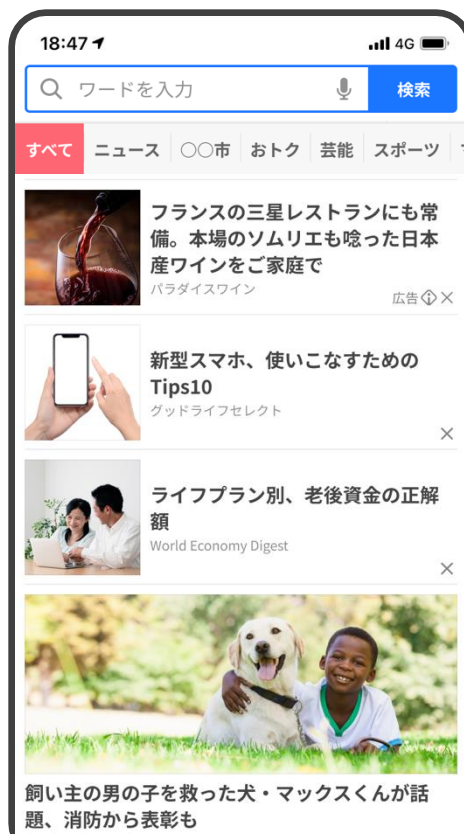 18:47
4G
ワードを入力
検索
すべて ニュース 〇〇市 おトク 芸能 スポーツ
フランスの三星レストランにも常
備。本場のソムリエも唸った日本
産ワインをご家庭で
パラダイスワイン
広告
新型スマホ、使いこなすための
Tips10
グッドライフセレクト
ライフプラン別、老後資金の正解
額
World Economy Digest
飼い主の男の子を救った犬・マックスくんが話
題、消防から表彰も